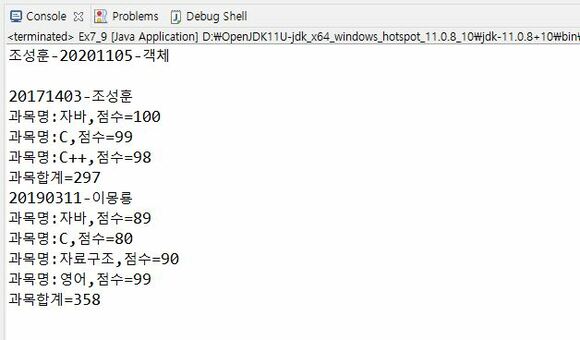 Console Problems Debug Shell
<terminated> Ex7_9 [Java Application] D:₩OpenJDK11U-jdk_x64_windows_hotspot_11.0.8_10₩jdk-11.0.8+10₩bin₩
조성훈-20201105-객체
20171403-조성훈
과목명:자바,점수=100
과목명:C,점수=99
과목명:C++,점수=98
과목합계=297
20190311-이몽룡
과목명:자바,점수=89
과목명:C,점수=80
과목명:자료구조,점수=90
과목명:영어,점수=99
과목합계=358